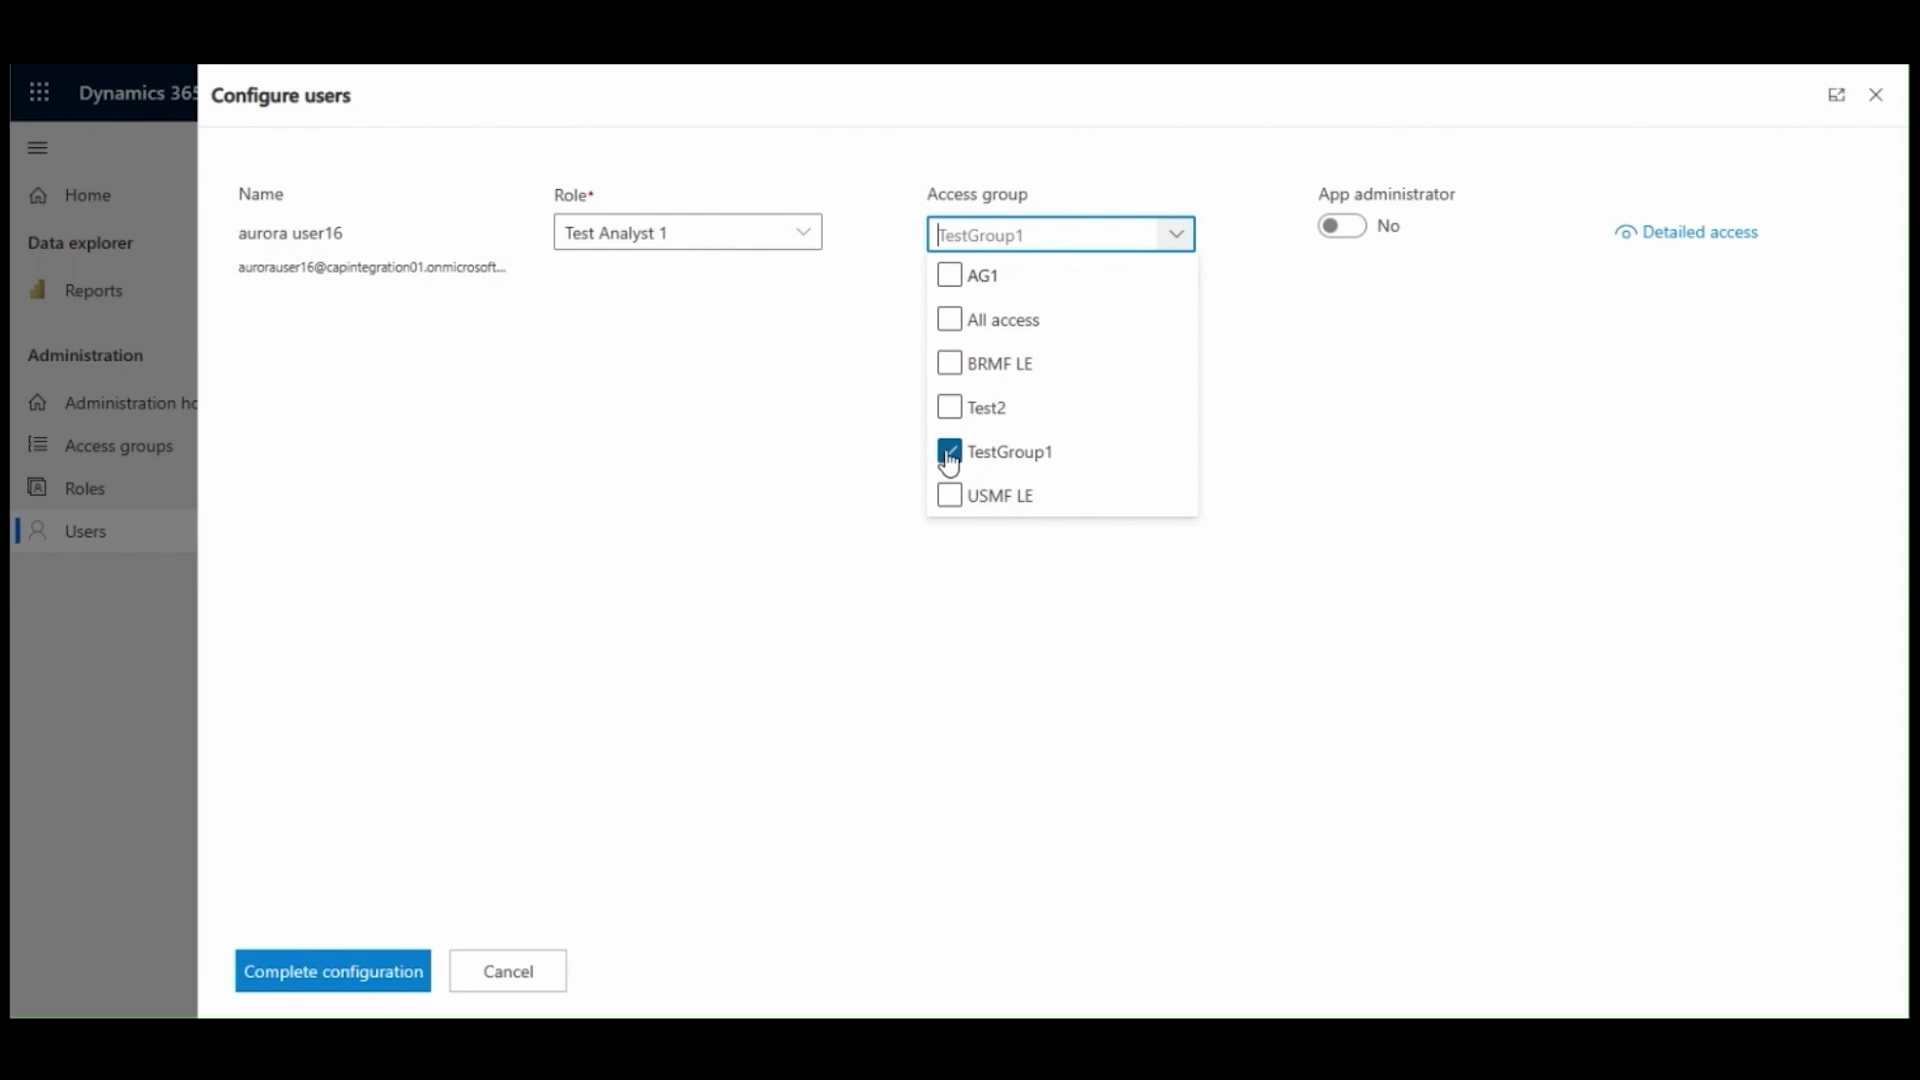 Dynamics 365
Configure users
Home
Data explorer
Reports
Administration
Administration ho
Access groups
Roles
Users
Name
aurora user16
aurorauser16@capintegration01.onmicrosoft...
Role*
Test Analyst 1
Access group
TestGroup1
AG1
All access
BRMF LE
Test2
TestGroup1
USMF LE
App administrator
No
Detailed access
Complete configuration
Cancel